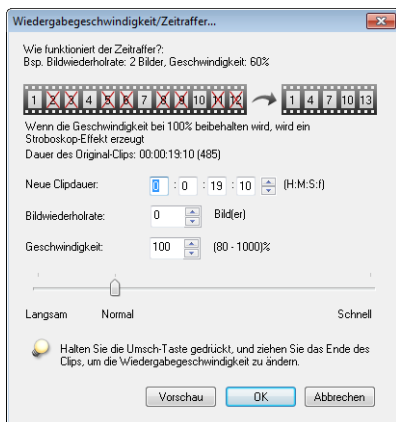 Wiedergabegeschwindigkeit/Zeitraffer...
Wie funktioniert der Zeitraffer?:
Bsp. Bildwiederholrate: 2 Bilder, Geschwindigkeit: 60%
1 2 3 4 5 6 7 8 9 10 11 12 1 4 7 10 13
Wenn die Geschwindigkeit bei 100% beibehalten wird, wird ein
Stroboskop-Effekt erzeugt
Dauer des Original-Clips: 00:00:19:10 (485)
Neue Clipdauer: 0 : 0 : 19 : 10 (H:M:S:f)
Bildwiederholrate: 0 Bild(er)
Geschwindigkeit: 100 (80 - 1000)%
Langsam Normal Schnell
Halten Sie die Umsch-Taste gedrückt, und ziehen Sie das Ende des
Clips, um die Wiedergabegeschwindigkeit zu ändern.
Vorschau OK Abbrechen